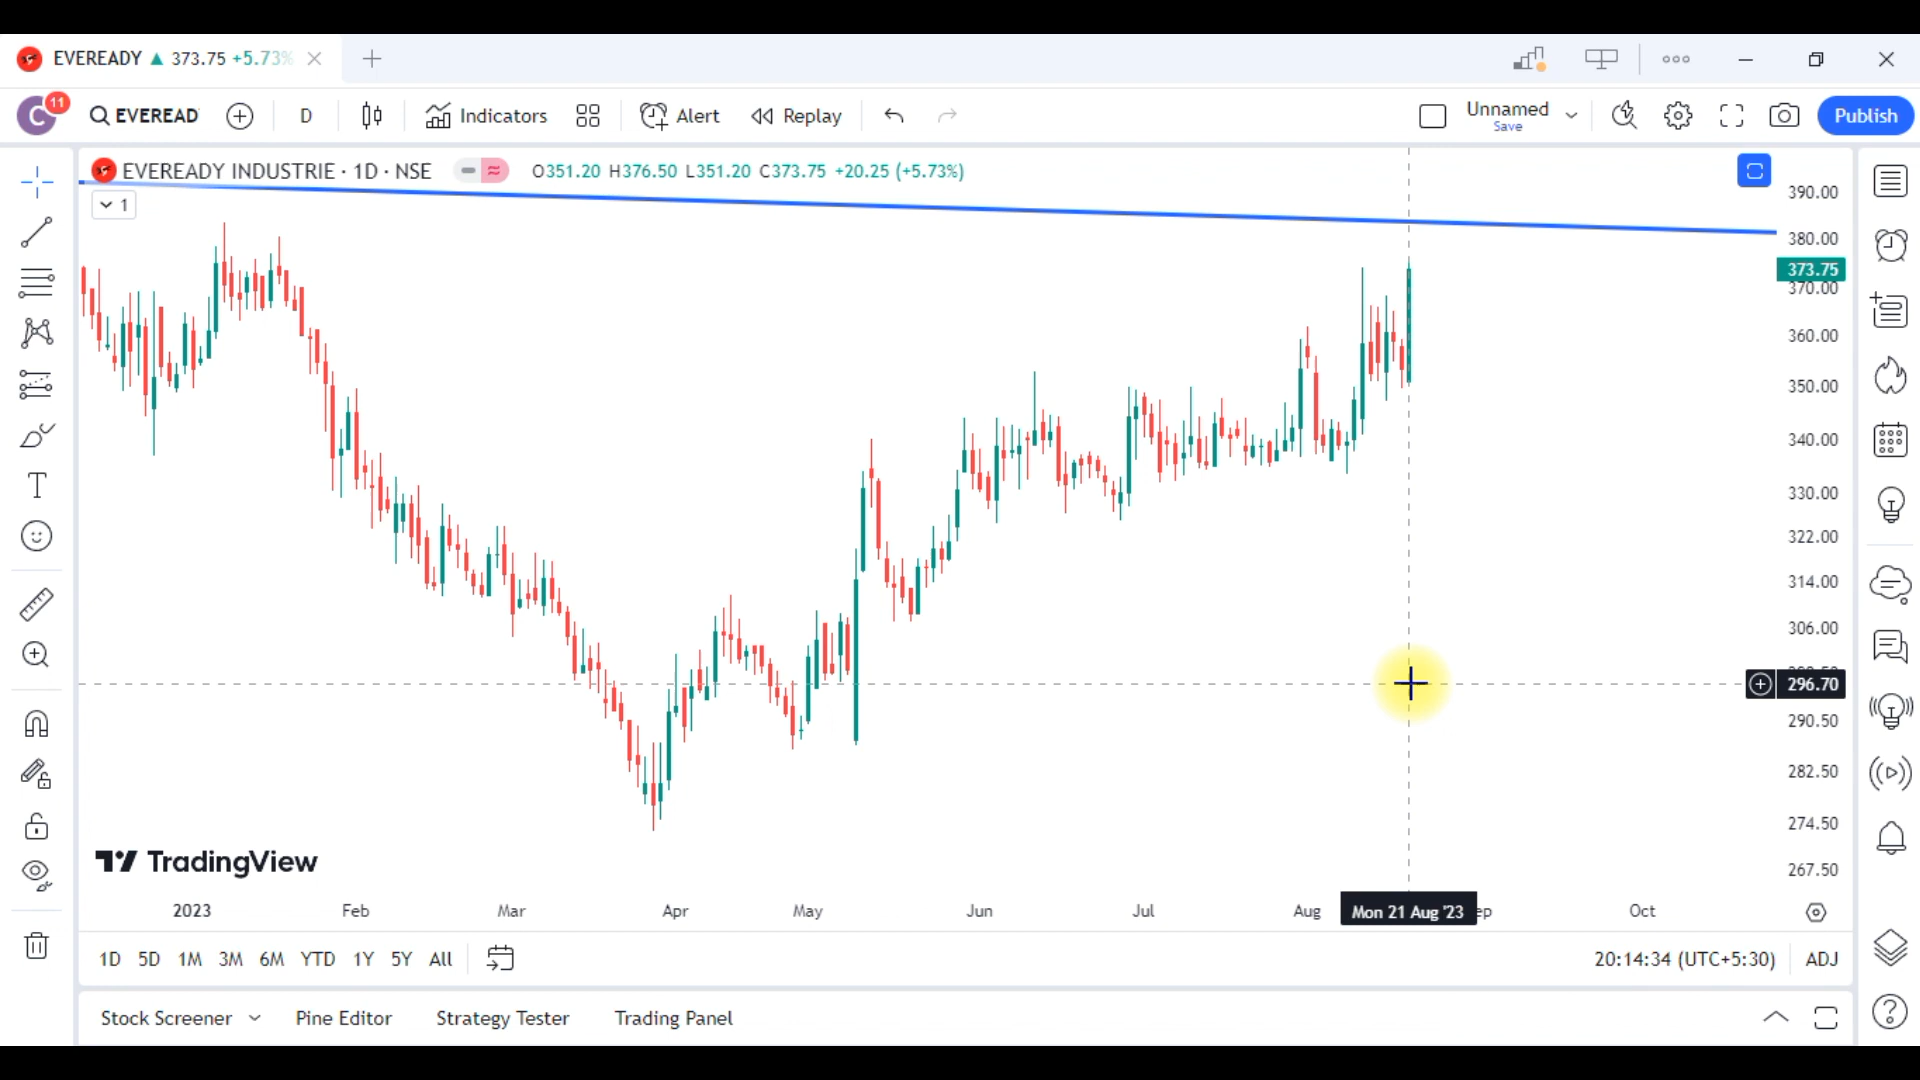 EVEREADY ▲ 373.75 +5.73%
C 11 EVEREAD D Indicators Alert Replay Unnamed Save Publish
EVEREADY INDUSTRIE · 1D · NSE O351.20 H376.50 L351.20 C373.75 +20.25 (+5.73%)
1
390.00
380.00
373.75
370.00
360.00
350.00
340.00
330.00
322.00
314.00
306.00
296.70
290.50
282.50
274.50
267.50
TradingView
2023 Feb Mar Apr May Jun Jul Aug Mon 21 Aug '23 ep Oct
1D 5D 1M 3M 6M YTD 1Y 5Y All 20:14:34 (UTC+5:30) ADJ
Stock Screener Pine Editor Strategy Tester Trading Panel